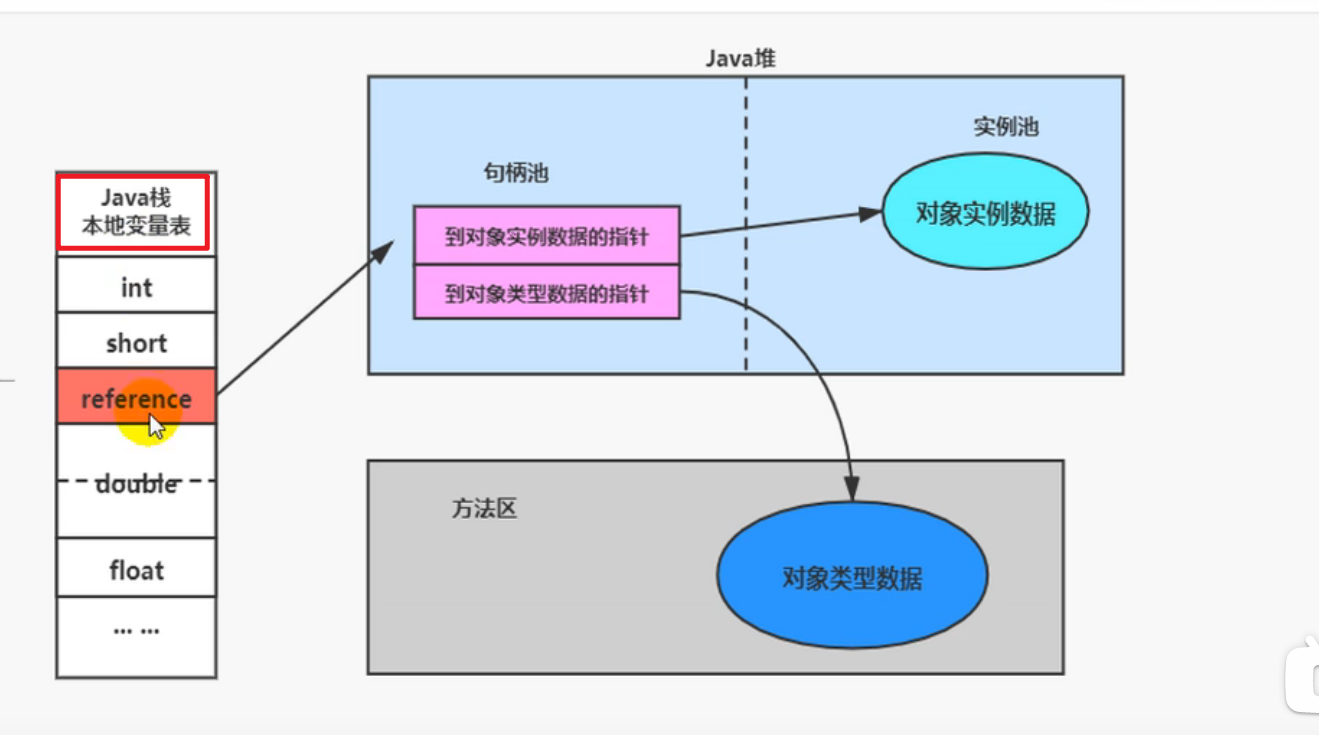 Java堆
实例池
句柄池
Java栈
本地变量表
到对象实例数据的指针
对象实例数据
int
到对象类型数据的指针
short
reference
double
方法区
float
对象类型数据
... ...